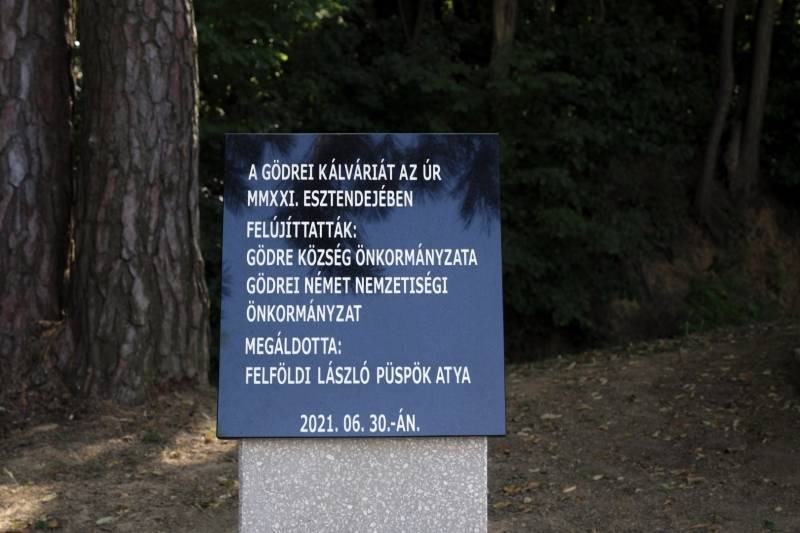 A GÖDREI KÁLVÁRIÁT AZ ÚR
MMXXI. ESZTENDEJÉBEN
FELÚJÍTTATTÁK:
GÖDRE KÖZSÉG ÖNKORMÁNYZATA
GÖDREI NÉMET NEMZETISÉGI
ÖNKORMÁNYZAT
MEGÁLDOTTA:
FELFÖLDI LÁSZLÓ PÜSPÖK ATYA
2021. 06. 30.-ÁN.